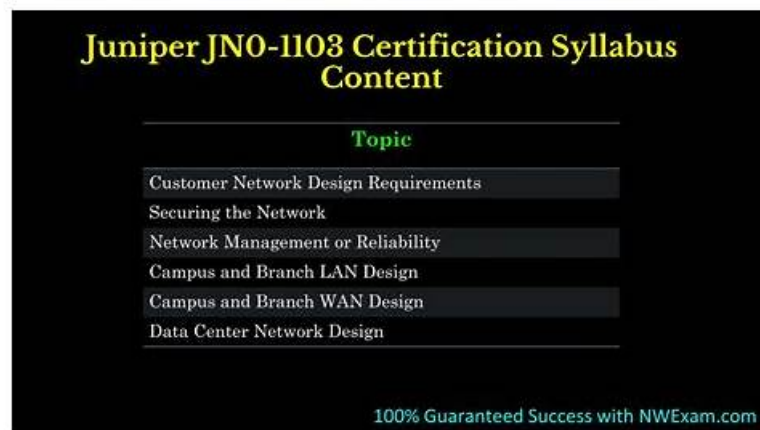 Juniper JN0-1103 Certification Syllabus
Content
Topic
Customer Network Design Requirements
Securing the Network
Network Management or Reliability
Campus and Branch LAN Design
Campus and Branch WAN Design
Data Center Network Design
100% Guaranteed Success with NWExam.com